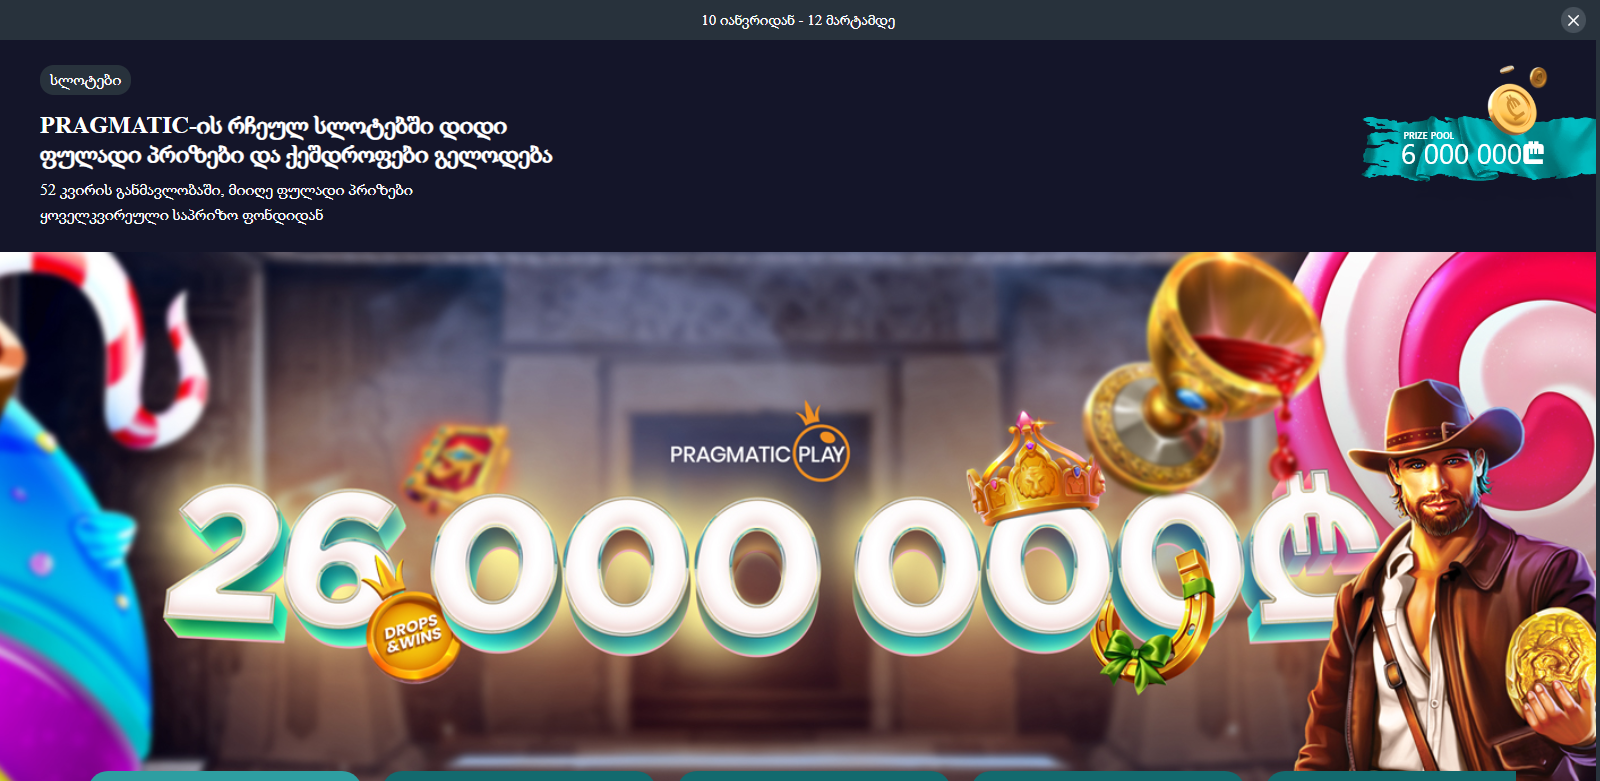 10 იანვრიდან - 12 მარტამდე
სლოტები
PRAGMATIC-ის რჩეულ სლოტებში დიდი
ფულადი პრიზები და ქეშდროფები გელოდება
52 კვირის განმავლობაში, მიიღე ფულადი პრიზები
ყოველკვირეული საპრიზო ფონდიდან
PRIZE POOL
6 000 000₾
PRAGMATIC PLAY
26 000 000₾
DROPS
&WINS